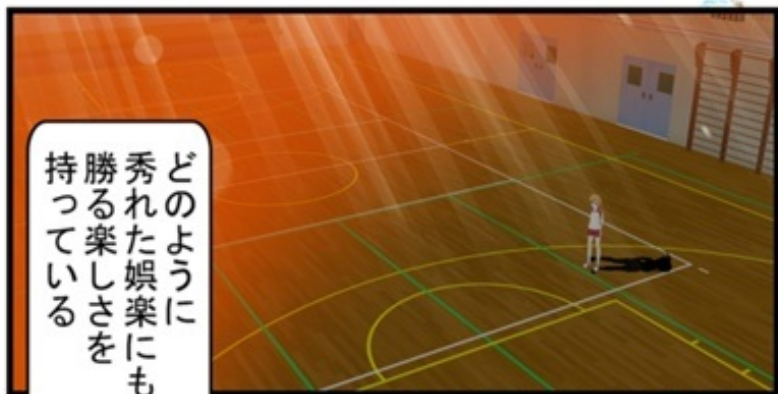 どのように
秀れた娯楽にも
勝る楽しさを
持っている